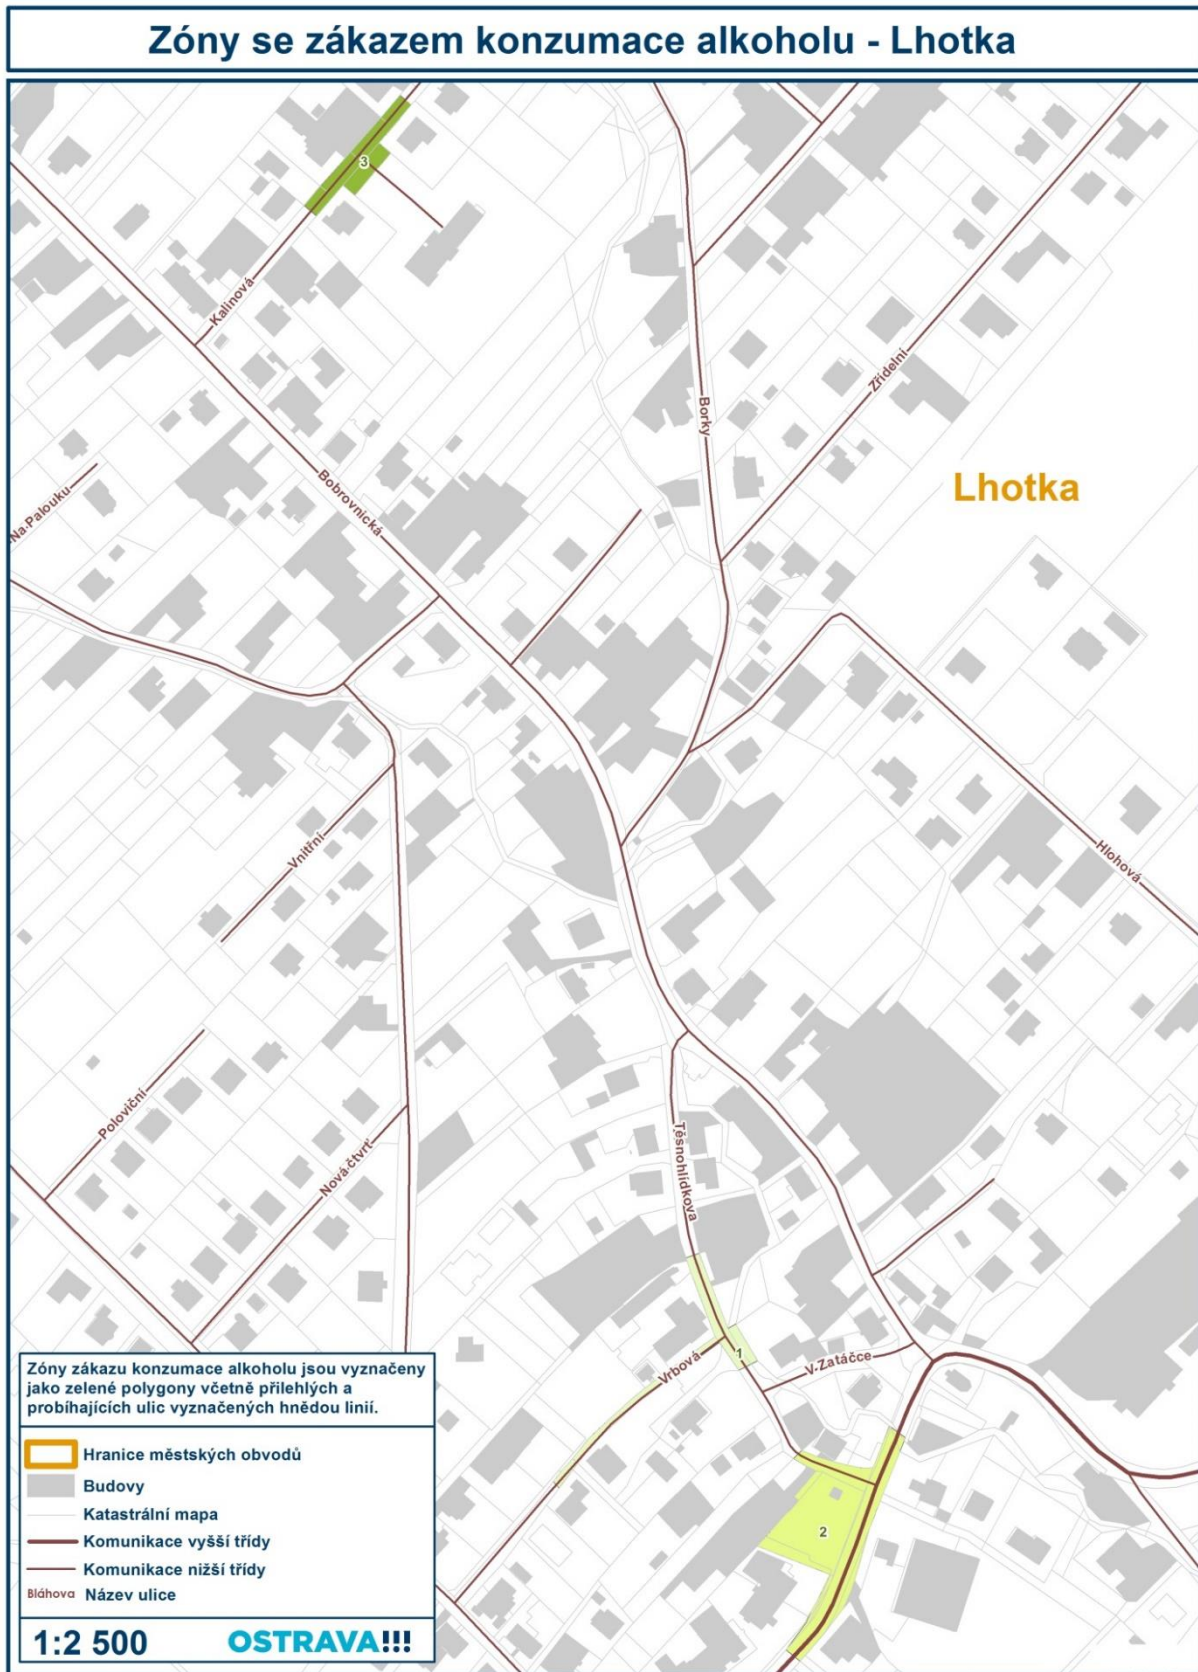 Zóny se zákazem konzumace alkoholu - Lhotka
3
Kalinová
Zřídelní
Borky
Bobrovnická
Lhotka
Na Palouku
Vnitřní
Hlohová
Poloviční
Nová čtvrť
Těsnohlídkova
1
Vrbová
V Zatáčce
2
Zóny zákazu konzumace alkoholu jsou vyznačeny
jako zelené polygony včetně přilehlých a
probíhajících ulic vyznačených hnědou linií.
Hranice městských obvodů
Budovy
Katastrální mapa
Komunikace vyšší třídy
Komunikace nižší třídy
Bláhova Název ulice
1:2 500 OSTRAVA!!!